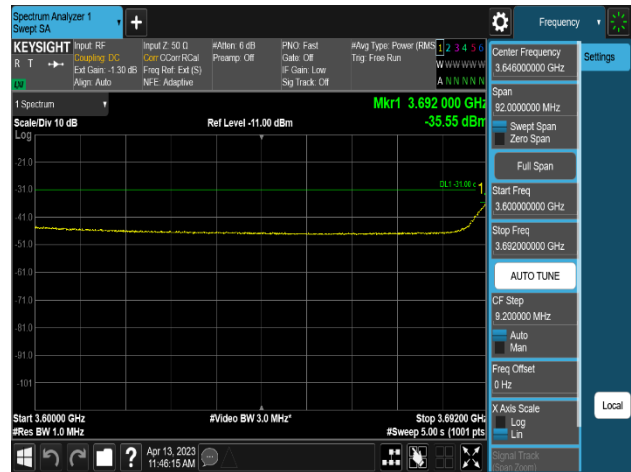 Spectrum Analyzer 1
Swept SA
Frequency
KEYSIGHT
R T
LXI
Input: RF
Coupling: DC
Ext Gain: -1.30 dB
Align: Auto
Input Z: 50 Ω
Corr CCorr RCal
Freq Ref: Ext (S)
NFE: Adaptive
#Atten: 6 dB
Preamp: Off
PNO: Fast
Gate: Off
IF Gain: Low
Sig Track: Off
#Avg Type: Power (RMS
Trig: Free Run
1 2 3 4 5 6
W W W W W W
A N N N N N
1 Spectrum
Mkr1 3.692 000 GHz
Scale/Div 10 dB
Ref Level -11.00 dBm
-35.55 dBm
Log
-21.0
-31.0
DL1 -31.00
1
-41.0
-51.0
-61.0
-71.0
-81.0
-91.0
-101
Start 3.60000 GHz
#Video BW 3.0 MHz*
Stop 3.69200 GHz
#Res BW 1.0 MHz
#Sweep 5.00 s (1001 pts
?
Apr 13, 2023
11:46:15 AM
Center Frequency
3.646000000 GHz
Settings
Span
92.0000000 MHz
Swept Span
Zero Span
Full Span
Start Freq
3.600000000 GHz
Stop Freq
3.692000000 GHz
AUTO TUNE
CF Step
9.200000 MHz
Auto
Man
Freq Offset
0 Hz
X Axis Scale
Log
Lin
Local
Signal Track
(Span Zoom)